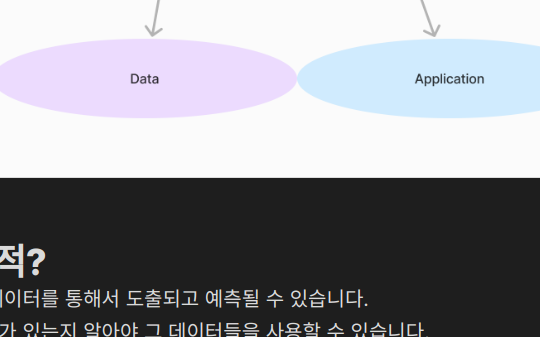 Data Application
적?
이터를 통해서 도출되고 예측될 수 있습니다.
가 있는지 알아야 그 데이터들을 사용할 수 있습니다.